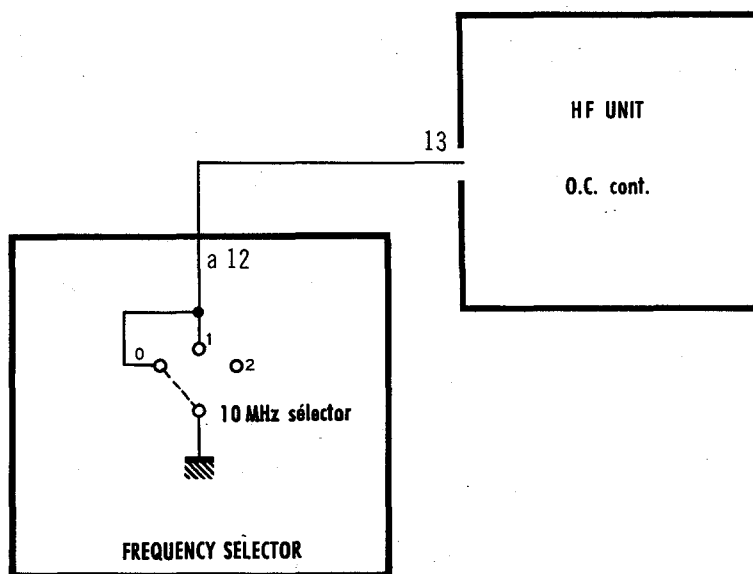 HF UNIT
13
O.C. cont.
a 12
1
0
2
10 MHz sélector
FREQUENCY SELECTOR